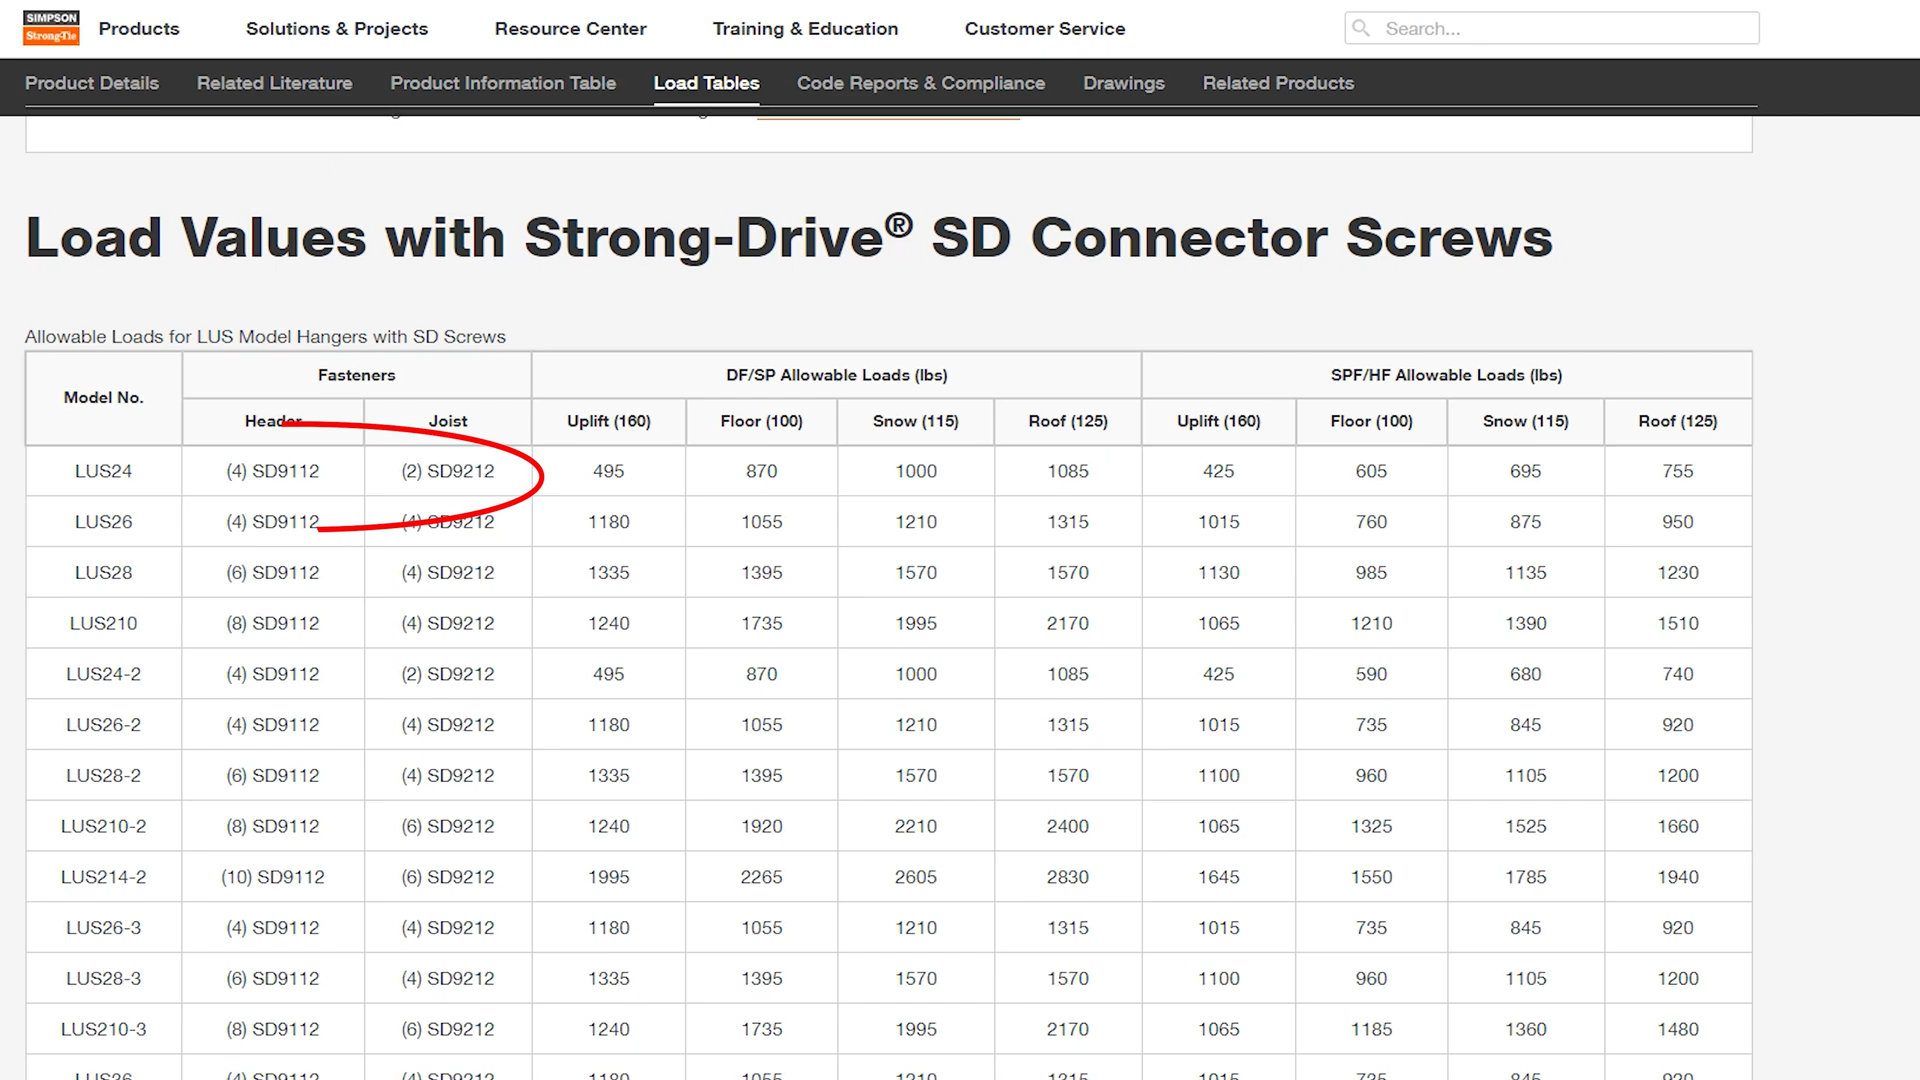 SIMPSON
Strong-Tie
Products Solutions & Projects Resource Center Training & Education Customer Service Search...
Product Details Related Literature Product Information Table Load Tables Code Reports & Compliance Drawings Related Products
Load Values with Strong-Drive® SD Connector Screws
Allowable Loads for LUS Model Hangers with SD Screws
Model No. Fasteners DF/SP Allowable Loads (lbs) SPF/HF Allowable Loads (lbs)
Header Joist Uplift (160) Floor (100) Snow (115) Roof (125) Uplift (160) Floor (100) Snow (115) Roof (125)
LUS24 (4) SD9112 (2) SD9212 495 870 1000 1085 425 605 695 755
LUS26 (4) SD9112 (4) SD9212 1180 1055 1210 1315 1015 760 875 950
LUS28 (6) SD9112 (4) SD9212 1335 1395 1570 1570 1130 985 1135 1230
LUS210 (8) SD9112 (4) SD9212 1240 1735 1995 2170 1065 1210 1390 1510
LUS24-2 (4) SD9112 (2) SD9212 495 870 1000 1085 425 590 680 740
LUS26-2 (4) SD9112 (4) SD9212 1180 1055 1210 1315 1015 735 845 920
LUS28-2 (6) SD9112 (4) SD9212 1335 1395 1570 1570 1100 960 1105 1200
LUS210-2 (8) SD9112 (6) SD9212 1240 1920 2210 2400 1065 1325 1525 1660
LUS214-2 (10) SD9112 (6) SD9212 1995 2265 2605 2830 1645 1550 1785 1940
LUS26-3 (4) SD9112 (4) SD9212 1180 1055 1210 1315 1015 735 845 920
LUS28-3 (6) SD9112 (4) SD9212 1335 1395 1570 1570 1100 960 1105 1200
LUS210-3 (8) SD9112 (6) SD9212 1240 1735 1995 2170 1065 1185 1360 1480